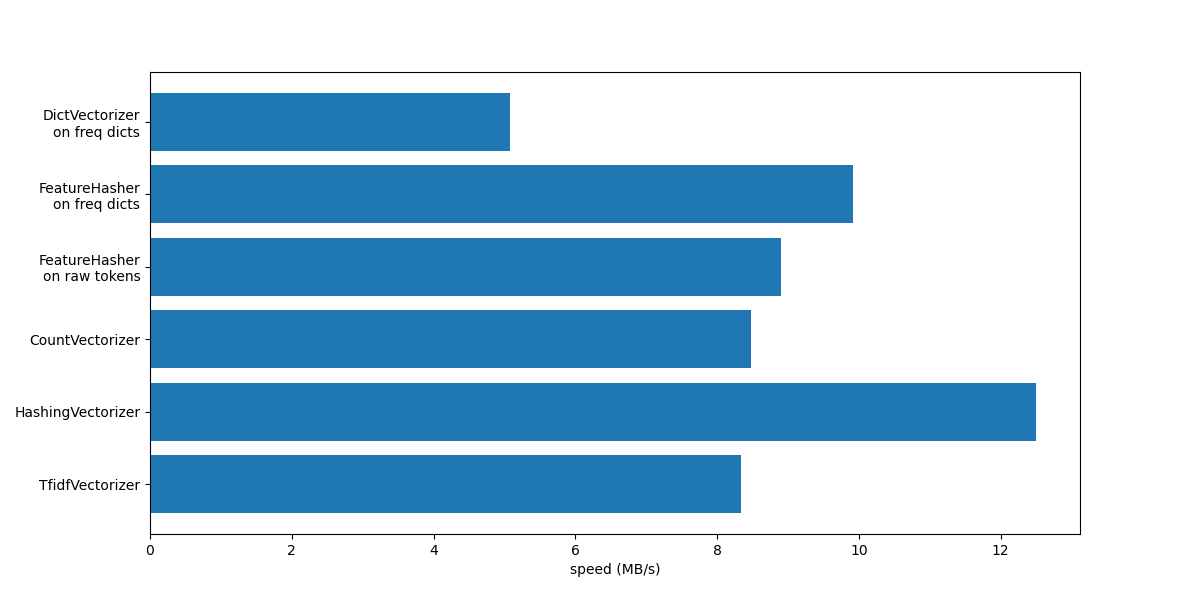 DictVectorizer
on freq dicts
FeatureHasher
on freq dicts
FeatureHasher
on raw tokens
CountVectorizer
HashingVectorizer
TfidfVectorizer
0 2 4 6 8 10 12
speed (MB/s)